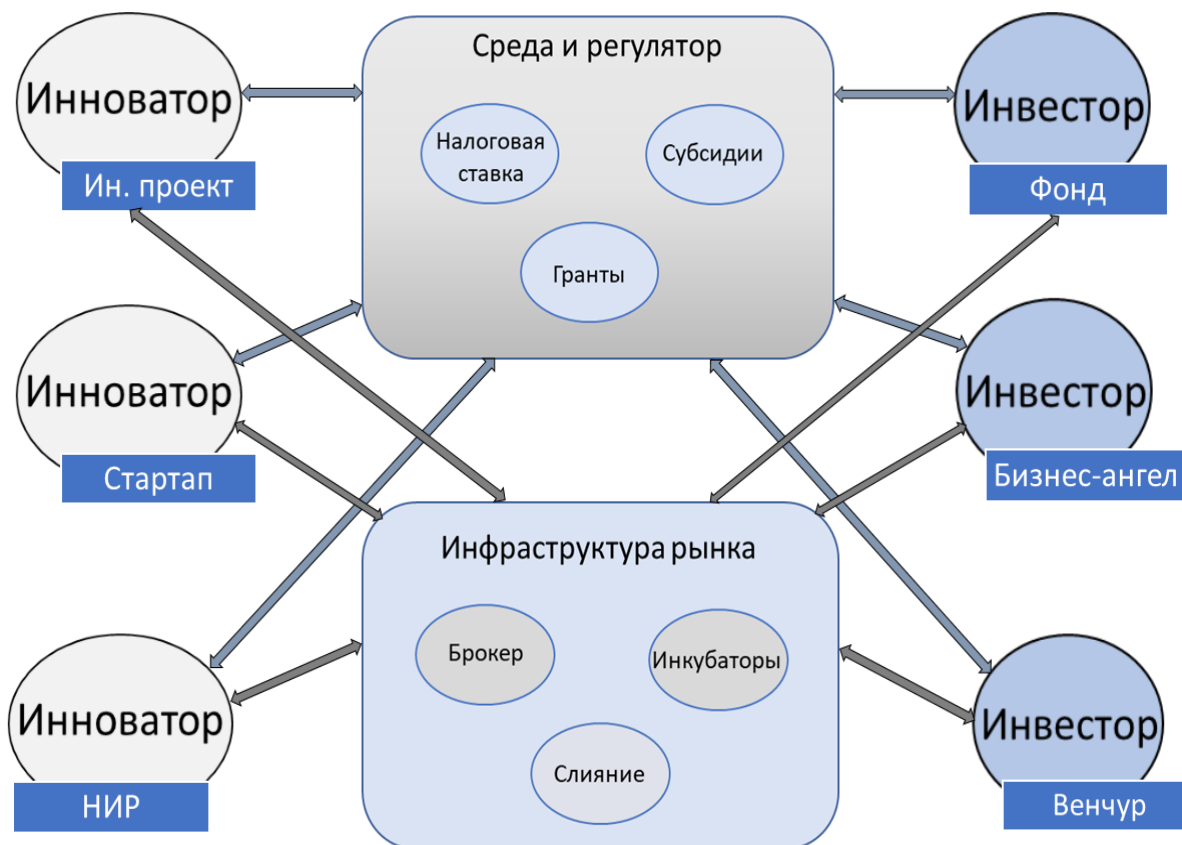 Среда и регулятор
Инноватор
Ин. проект
Налоговая
ставка
Субсидии
Гранты
Инвестор
Фонд
Инноватор
Стартап
Инвестор
Бизнес-ангел
Инфраструктура рынка
Брокер
Инкубаторы
Слияние
Инноватор
НИР
Инвестор
Венчур